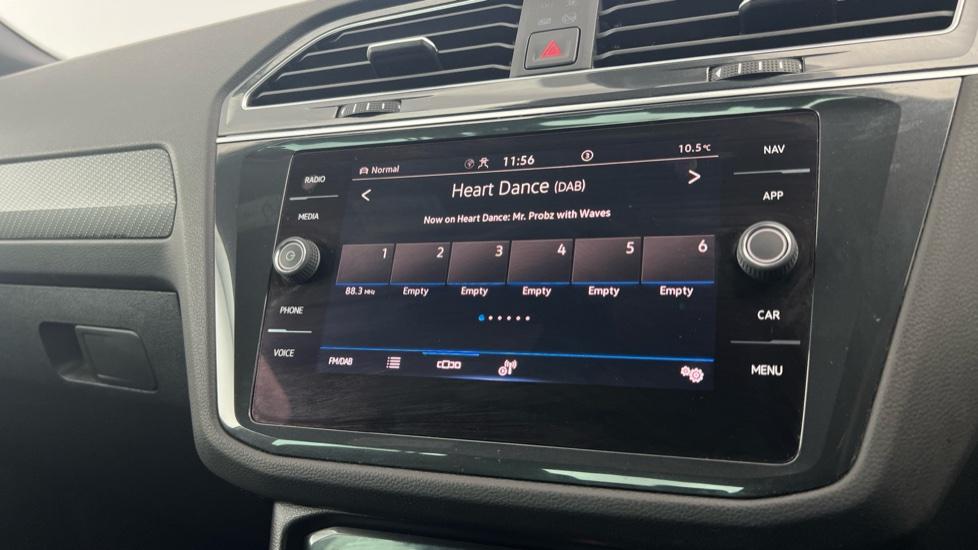 Normal 11:56 3 10.5°C
Heart Dance (DAB)
Now on Heart Dance: Mr. Probz with Waves
1 2 3 4 5 6
88.3 MHz Empty Empty Empty Empty Empty
FM/DAB
RADIO
MEDIA
PHONE
VOICE
NAV
APP
CAR
MENU